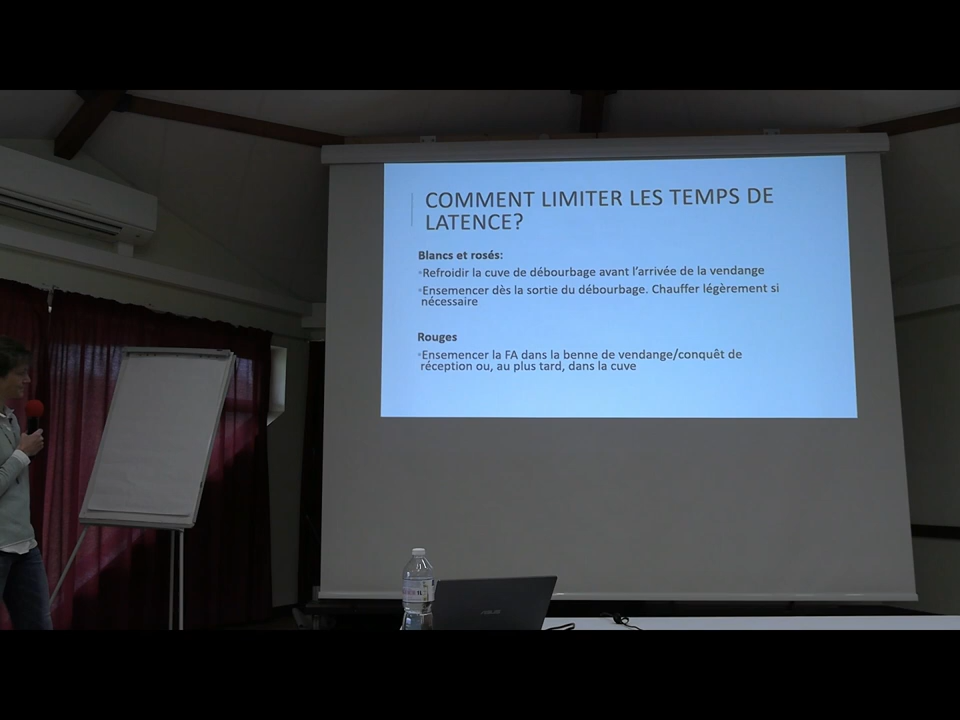 COMMENT LIMITER LES TEMPS DE
LATENCE?
Blancs et rosés:
•Refroidir la cuve de débourbage avant l'arrivée de la vendange
•Ensemencer dès la sortie du débourbage. Chauffer légèrement si
nécessaire
Rouges
•Ensemencer la FA dans la benne de vendange/conquêt de
réception ou, au plus tard, dans la cuve
ASUS